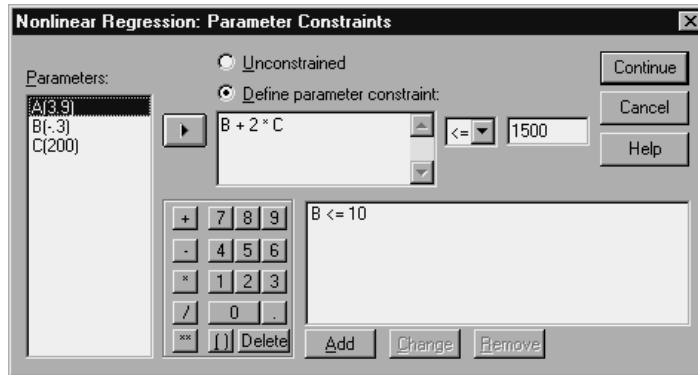 Nonlinear Regression: Parameter Constraints
Parameters:
A(3.9)
B(-.3)
C(200)
Unconstrained
Define parameter constraint:
B + 2 * C
<=
1500
Continue
Cancel
Help
+ 7 8 9
- 4 5 6
* 1 2 3
/ 0 .
** ( ) Delete
B <= 10
Add Change Remove